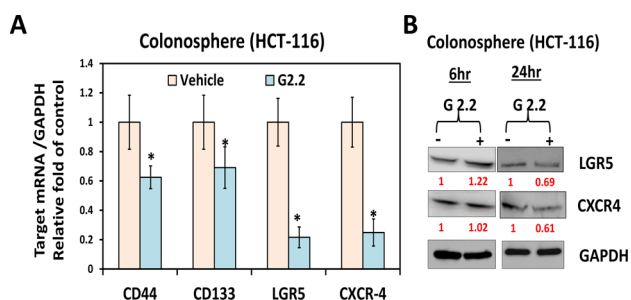 A
Colonosphere (HCT-116)
Target mRNA /GAPDH
Relative fold of control
1.4
1.2
1
0.8
0.6
0.4
0.2
0
Vehicle
G2.2
*
*
*
*
CD44
CD133
LGR5
CXCR-4
B
Colonosphere (HCT-116)
6hr
24hr
G 2.2
G 2.2
- +
- +
LGR5
1 1.22 1 0.69
CXCR4
1 1.02 1 0.61
GAPDH